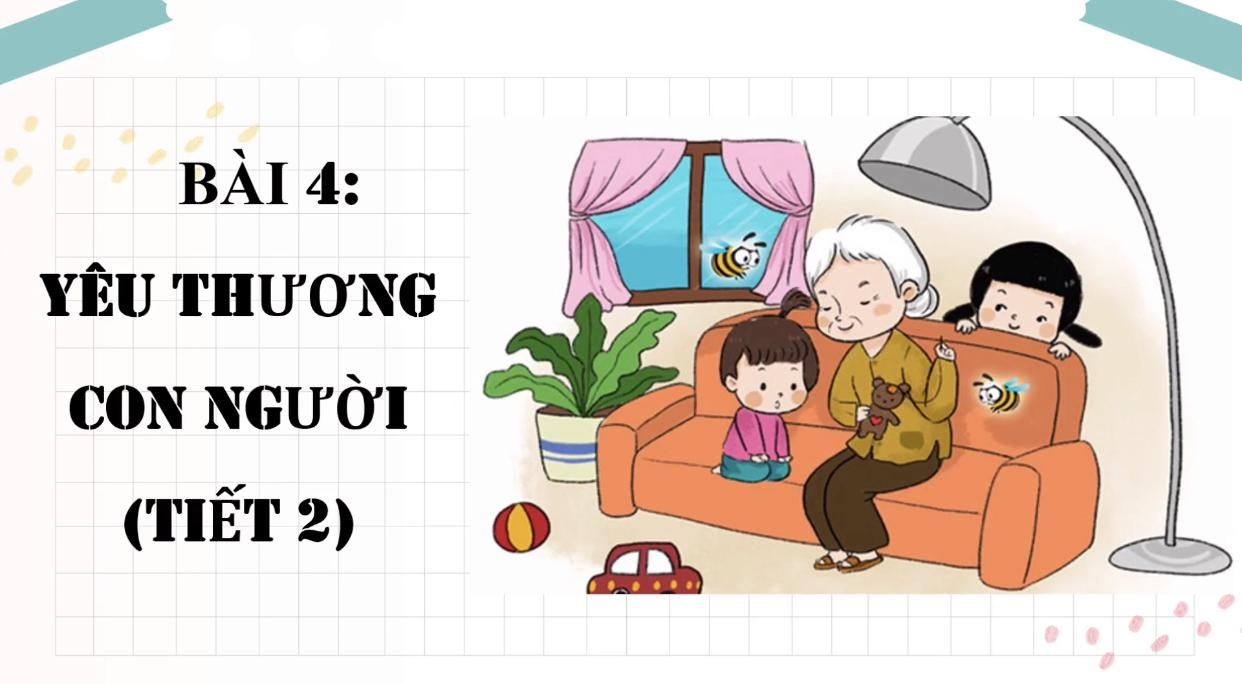 BÀI 4:
YÊU THƯƠNG
CON NGƯỜI
(TIẾT 2)